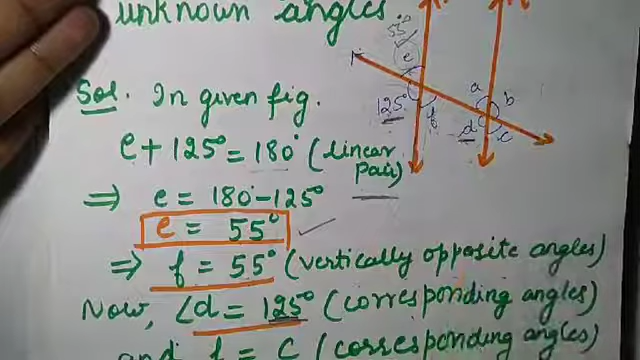 unknown angles
55°
e
125°
f
a
b
d
c
Sol. In given fig.
e + 125° = 180° (linear pair)
⇒ e = 180° - 125°
e = 55°
⇒ f = 55° (vertically opposite angles)
Now, ∠d = 125° (corresponding angles)
and f = c (corresponding angles)